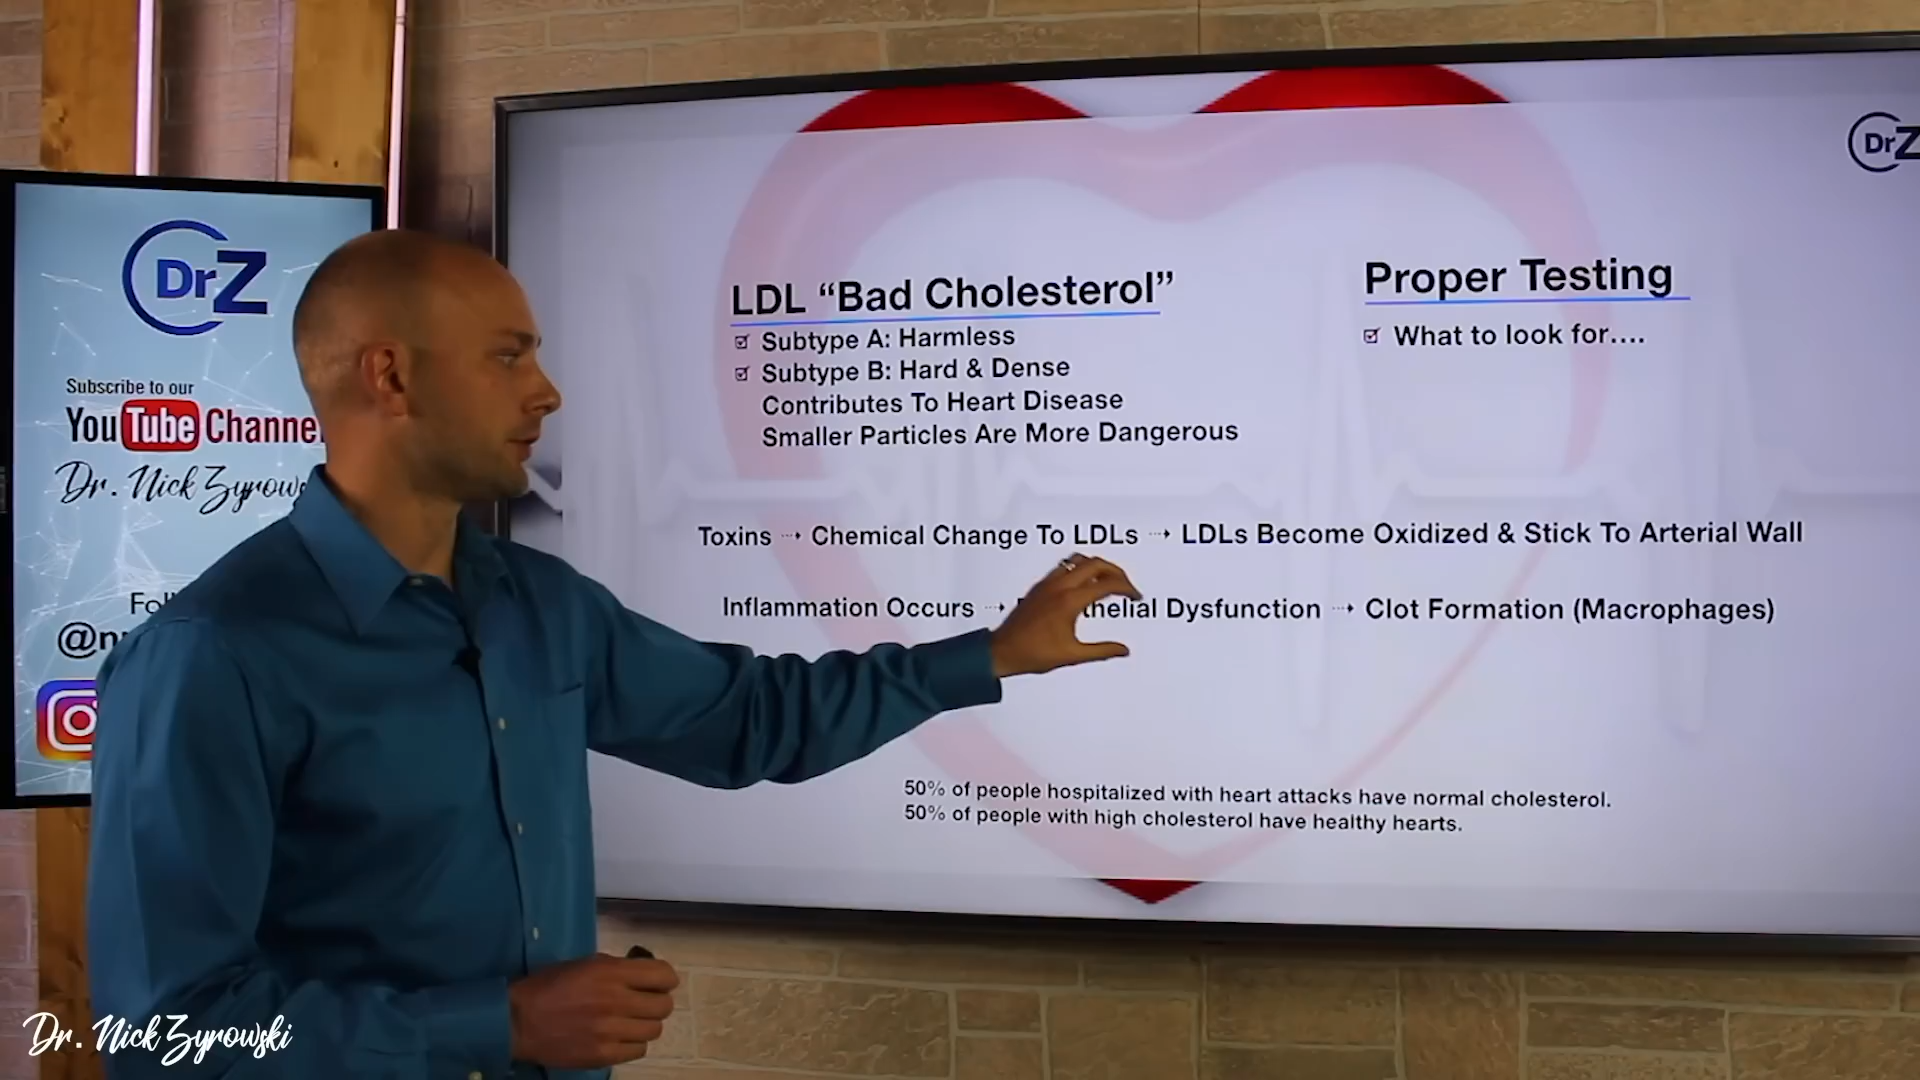 DrZ
Subscribe to our
YouTube Channel
Dr. Nick
DrZ
LDL “Bad Cholesterol”
Subtype A: Harmless
Subtype B: Hard & Dense
Contributes To Heart Disease
Smaller Particles Are More Dangerous
Proper Testing
What to look for....
Toxins → Chemical Change To LDLs → LDLs Become Oxidized & Stick To Arterial Wall
Inflammation Occurs → Dysfunction → Clot Formation (Macrophages)
50% of people hospitalized with heart attacks have normal cholesterol.
50% of people with high cholesterol have healthy hearts.
Dr. Nick Zyrowski